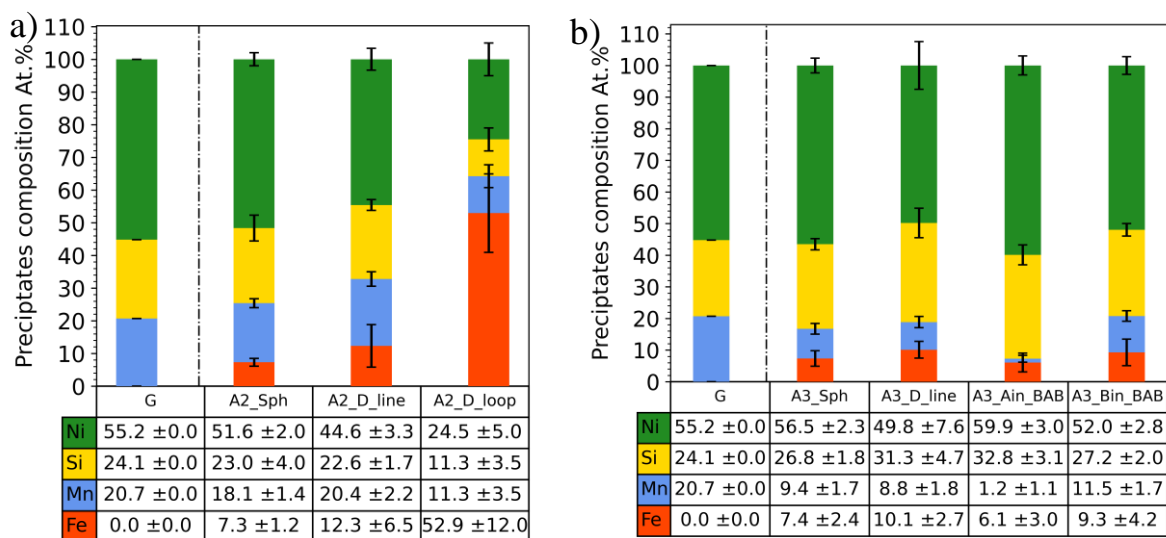 a)
Preciptates composition At.%
110
100
90
80
70
60
50
40
30
20
10
0
G A2_Sph A2_D_line A2_D_loop
Ni 55.2 ±0.0 51.6 ±2.0 44.6 ±3.3 24.5 ±5.0
Si 24.1 ±0.0 23.0 ±4.0 22.6 ±1.7 11.3 ±3.5
Mn 20.7 ±0.0 18.1 ±1.4 20.4 ±2.2 11.3 ±3.5
Fe 0.0 ±0.0 7.3 ±1.2 12.3 ±6.5 52.9 ±12.0
b)
Preciptates composition At.%
110
100
90
80
70
60
50
40
30
20
10
0
G A3_Sph A3_D_line A3_Ain_BAB A3_Bin_BAB
Ni 55.2 ±0.0 56.5 ±2.3 49.8 ±7.6 59.9 ±3.0 52.0 ±2.8
Si 24.1 ±0.0 26.8 ±1.8 31.3 ±4.7 32.8 ±3.1 27.2 ±2.0
Mn 20.7 ±0.0 9.4 ±1.7 8.8 ±1.8 1.2 ±1.1 11.5 ±1.7
Fe 0.0 ±0.0 7.4 ±2.4 10.1 ±2.7 6.1 ±3.0 9.3 ±4.2